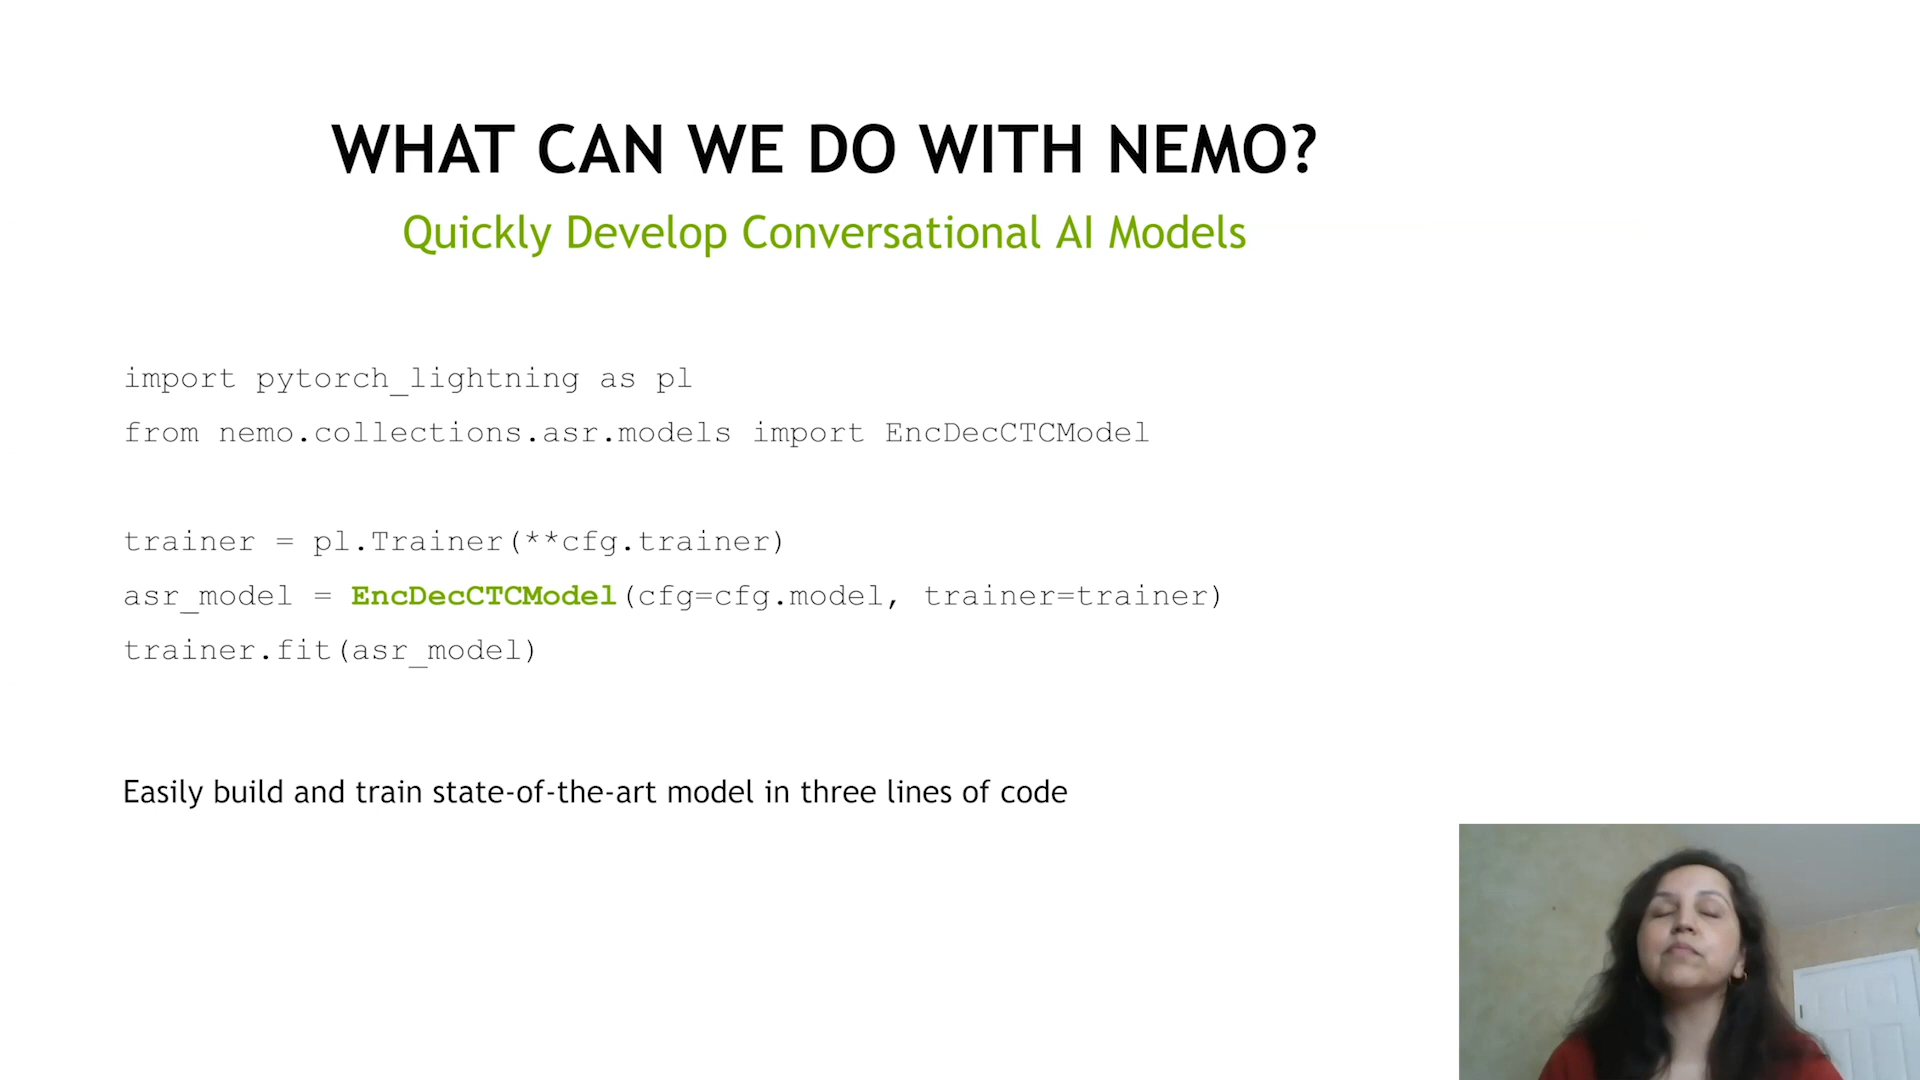 WHAT CAN WE DO WITH NEMO?
Quickly Develop Conversational AI Models
import pytorch_lightning as pl
from nemo.collections.asr.models import EncDecCTCModel
trainer = pl.Trainer(**cfg.trainer)
asr_model = EncDecCTCModel(cfg=cfg.model, trainer=trainer)
trainer.fit(asr_model)
Easily build and train state-of-the-art model in three lines of code